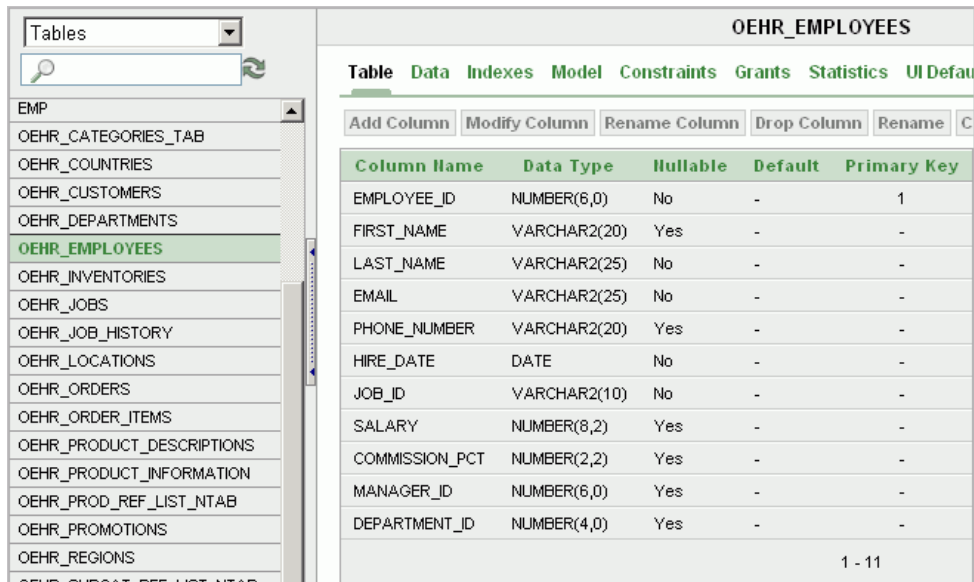 Tables
EMP
OEHR_CATEGORIES_TAB
OEHR_COUNTRIES
OEHR_CUSTOMERS
OEHR_DEPARTMENTS
OEHR_EMPLOYEES
OEHR_INVENTORIES
OEHR_JOBS
OEHR_JOB_HISTORY
OEHR_LOCATIONS
OEHR_ORDERS
OEHR_ORDER_ITEMS
OEHR_PRODUCT_DESCRIPTIONS
OEHR_PRODUCT_INFORMATION
OEHR_PROD_REF_LIST_NTAB
OEHR_PROMOTIONS
OEHR_REGIONS
OEHR_EMPLOYEES
Table Data Indexes Model Constraints Grants Statistics UI Defau
Add Column Modify Column Rename Column Drop Column Rename C
Column Name Data Type Nullable Default Primary Key
EMPLOYEE_ID NUMBER(6,0) No - 1
FIRST_NAME VARCHAR2(20) Yes - -
LAST_NAME VARCHAR2(25) No - -
EMAIL VARCHAR2(25) No - -
PHONE_NUMBER VARCHAR2(20) Yes - -
HIRE_DATE DATE No - -
JOB_ID VARCHAR2(10) No - -
SALARY NUMBER(8,2) Yes - -
COMMISSION_PCT NUMBER(2,2) Yes - -
MANAGER_ID NUMBER(6,0) Yes - -
DEPARTMENT_ID NUMBER(4,0) Yes - -
1 - 11